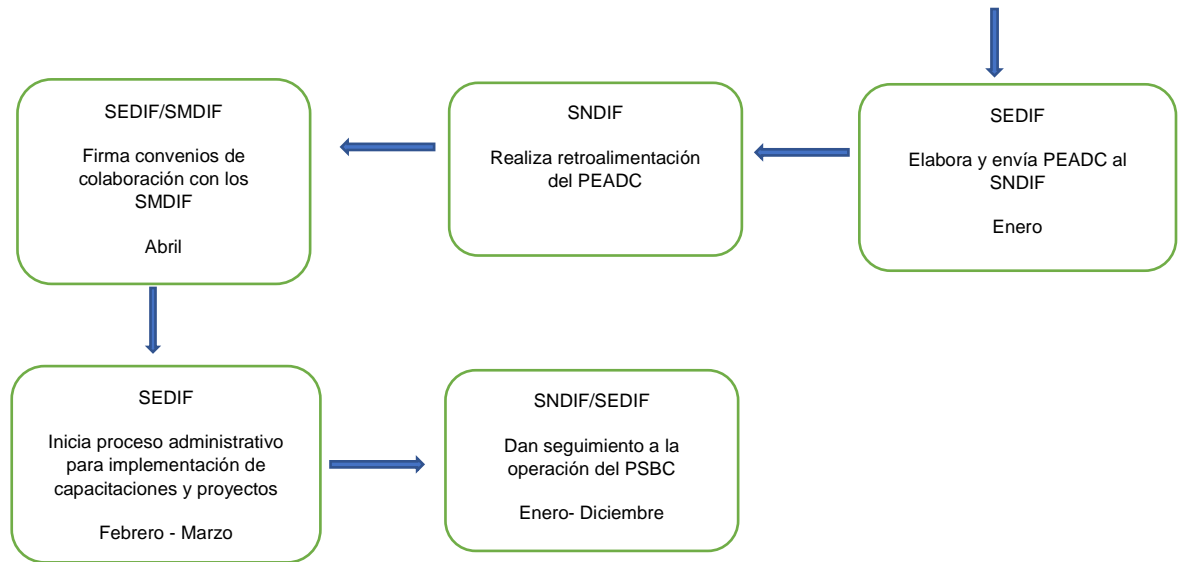 SEDIF/SMDIF
Firma convenios de
colaboración con los
SMDIF
Abril
SNDIF
Realiza retroalimentación
del PEADC
SEDIF
Elabora y envía PEADC al
SNDIF
Enero
SEDIF
Inicia proceso administrativo
para implementación de
capacitaciones y proyectos
Febrero - Marzo
SNDIF/SEDIF
Dan seguimiento a la
operación del PSBC
Enero- Diciembre